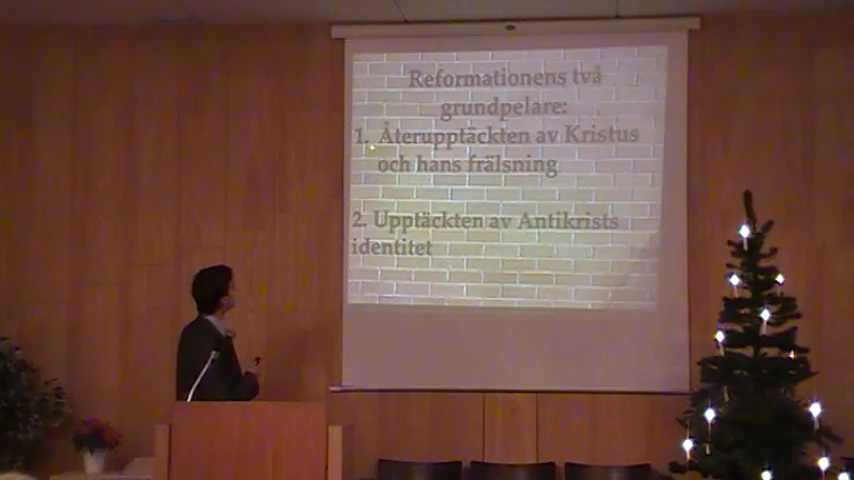 Reformationens två
grundpelare:
1. Återupptäckten av Kristus
och hans frälsning
2. Upptäckten av Antikrists
identitet